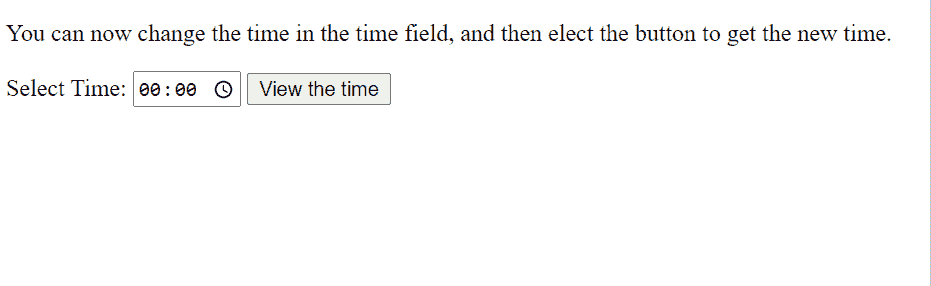 You can now change the time in the time field, and then elect the button to get the new time.
Select Time: 00:00 View the time